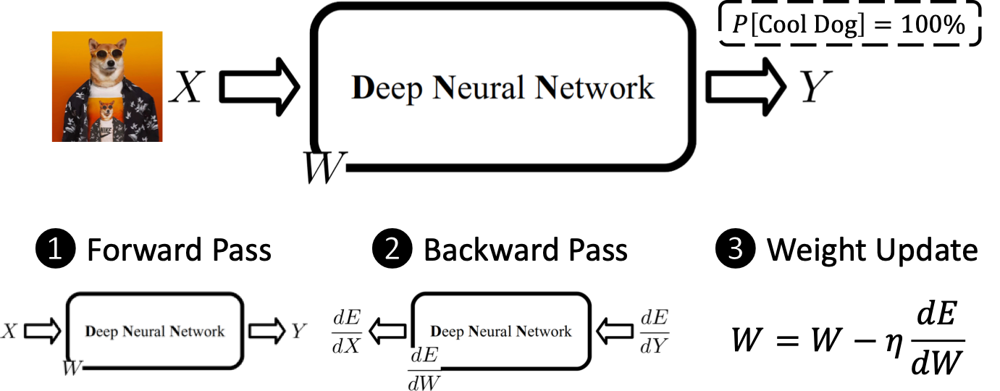 P[Cool Dog] = 100%
X
Deep Neural Network
Y
W
NIKE
1 Forward Pass
2 Backward Pass
3 Weight Update
X
Deep Neural Network
Y
W
dE
dX
Deep Neural Network
dE
dY
dE
dW
W = W − η dE/dW